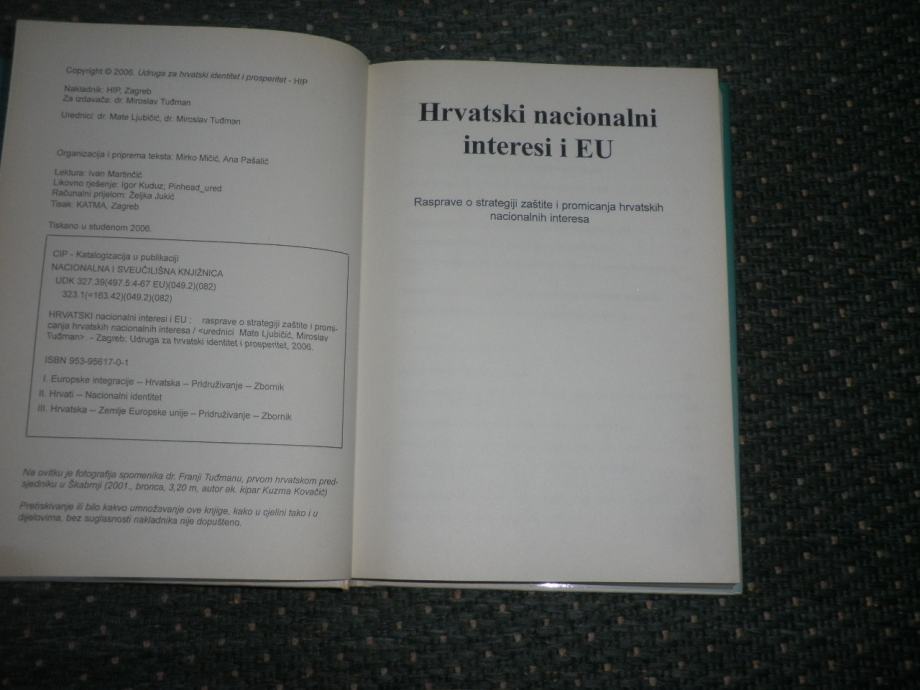 Copyright © 2006. Udruga za hrvatski identitet i prosperitet - HIP
Nakladnik: HIP, Zagreb
Za izdavača: dr. Miroslav Tuđman
Urednici: dr. Mate Ljubičić, dr. Miroslav Tuđman
Organizacija i priprema teksta: Mirko Mičić, Ana Pašalić
Lektura: Ivan Martinčić
Likovno rješenje: Igor Kuduz; Pinhead_ured
Računalni prijelom: Željka Jukić
Tisak: KATMA, Zagreb
Tiskano u studenom 2006.
CIP - Katalogizacija u publikaciji
NACIONALNA I SVEUČILIŠNA KNJIŽNICA
UDK 327.39(497.5:4-67 EU)(049.2)(082)
323.1(=163.42)(049.2)(082)
HRVATSKI nacionalni interesi i EU : rasprave o strategiji zaštite i promi-
canja hrvatskih nacionalnih interesa / <urednici Mate Ljubičić, Miroslav
Tuđman>. - Zagreb: Udruga za hrvatski identitet i prosperitet, 2006.
ISBN 953-95617-0-1
I. Europske integracije -- Hrvatska -- Pridruživanje -- Zbornik
II. Hrvati -- Nacionalni identitet
III. Hrvatska -- Zemlje Europske unije -- Pridruživanje -- Zbornik
Na ovitku je fotografija spomenika dr. Franji Tuđmanu, prvom hrvatskom pred-
sjedniku u Škabrnji (2001., bronca, 3,20 m, autor ak. kipar Kuzma Kovačić)
Pretiskivanje ili bilo kakvo umnožavanje ove knjige, kako u cjelini tako i u
dijelovima, bez suglasnosti nakladnika nije dopušteno.
Hrvatski nacionalni
interesi i EU
Rasprave o strategiji zaštite i promicanja hrvatskih
nacionalnih interesa